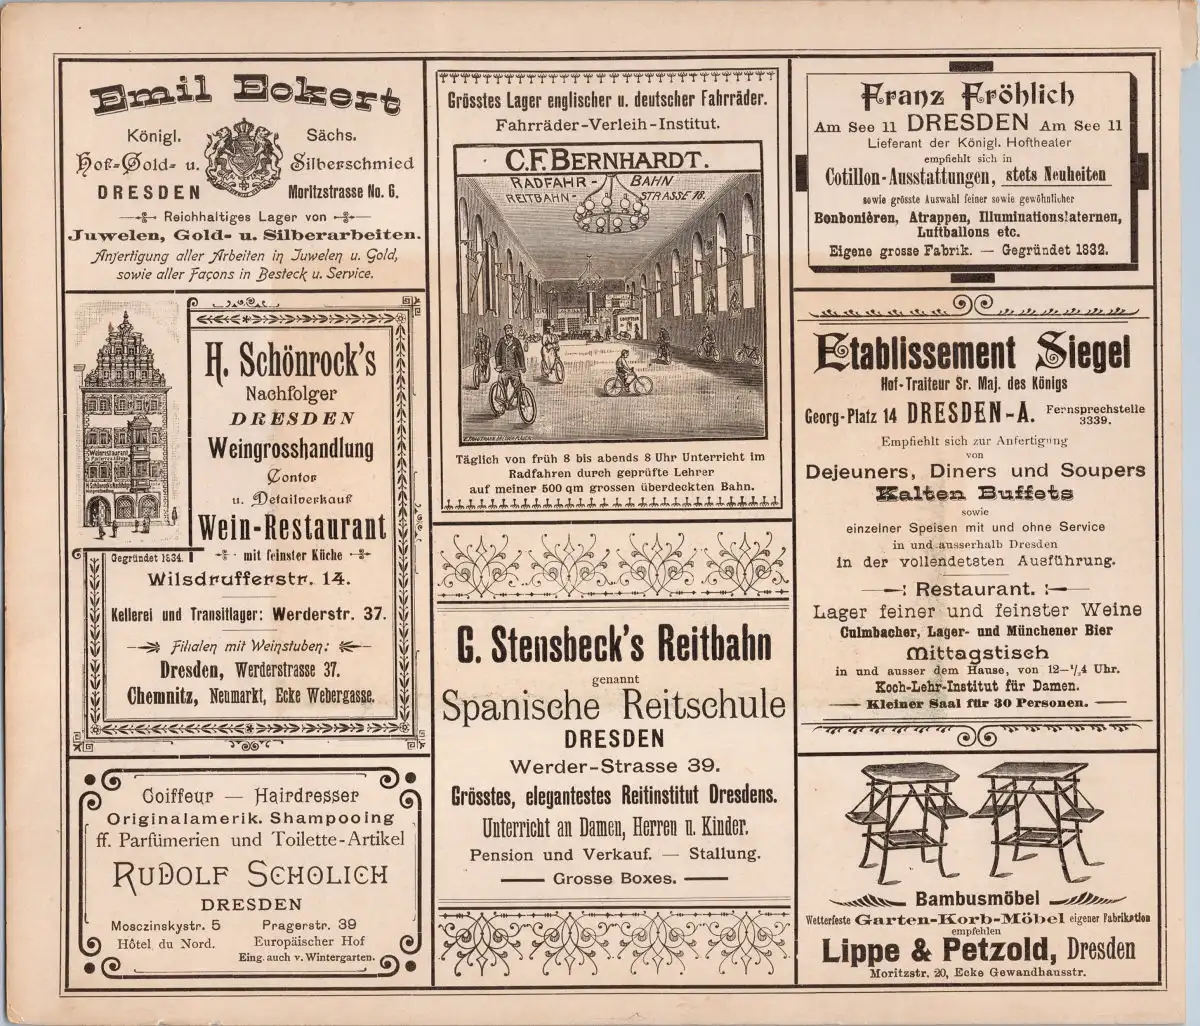 Emil Eckert
Königl. Sächs.
Hof-Gold- u. Silberschmied
DRESDEN Moritzstrasse No. 6.
Reichhaltiges Lager von
Juwelen, Gold- u. Silberarbeiten.
Anfertigung aller Arbeiten in Juwelen u. Gold,
sowie aller Façons in Besteck u. Service.
H. Schönrock's
Nachfolger
DRESDEN
Weingrosshandlung
Contor
u. Detailverkauf
Wein-Restaurant
mit feinster Küche
Gegründet 1834.
Wilsdrufferstr. 14.
Kellerei und Transitlager: Werderstr. 37.
Filialen mit Weinstuben:
Dresden, Werderstrasse 37.
Chemnitz, Neumarkt, Ecke Webergasse.
Coiffeur — Hairdresser
Originalamerik. Shampooing
ff. Parfümerien und Toilette-Artikel
RUDOLF SCHOLICH
DRESDEN
Mosczinskystr. 5 Pragerstr. 39
Hôtel du Nord. Europäischer Hof
Eing. auch v. Wintergarten.
Grösstes Lager englischer u. deutscher Fahrräder.
Fahrräder-Verleih-Institut.
C.F. BERNHARDT.
RADFAHR-BAHN
REITBAHN-STRASSE 18.
COMPTOIR
Täglich von früh 8 bis abends 8 Uhr Unterricht im
Radfahren durch geprüfte Lehrer
auf meiner 500 qm grossen überdeckten Bahn.
G. Stensbeck's Reitbahn
genannt
Spanische Reitschule
DRESDEN
Werder-Strasse 39.
Grösstes, elegantestes Reitinstitut Dresdens.
Unterricht an Damen, Herren u. Kinder.
Pension und Verkauf. — Stallung.
Grosse Boxes.
Franz Fröhlich
Am See 11 DRESDEN Am See 11
Lieferant der Königl. Hoftheater
empfiehlt sich in
Cotillon-Ausstattungen, stets Neuheiten
sowie grösste Auswahl feiner sowie gewöhnlicher
Bonbonièren, Atrappen, Illuminationslaternen,
Luftballons etc.
Eigene grosse Fabrik. — Gegründet 1832.
Etablissement Siegel
Hof-Traiteur Sr. Maj. des Königs
Georg-Platz 14 DRESDEN-A. Fernsprechstelle
3339.
Empfiehlt sich zur Anfertigung
von
Dejeuners, Diners und Soupers
Kalten Buffets
sowie
einzelner Speisen mit und ohne Service
in und ausserhalb Dresden
in der vollendetsten Ausführung.
Restaurant.
Lager feiner und feinster Weine
Culmbacher, Lager- und Münchener Bier
Mittagstisch
in und ausser dem Hause, von 12–1/24 Uhr.
Koch-Lehr-Institut für Damen.
Kleiner Saal für 30 Personen.
Bambusmöbel
Wetterfeste Garten-Korb-Möbel eigener Fabrikation
empfehlen
Lippe & Petzold, Dresden
Moritzstr. 20, Ecke Gewandhausstr.